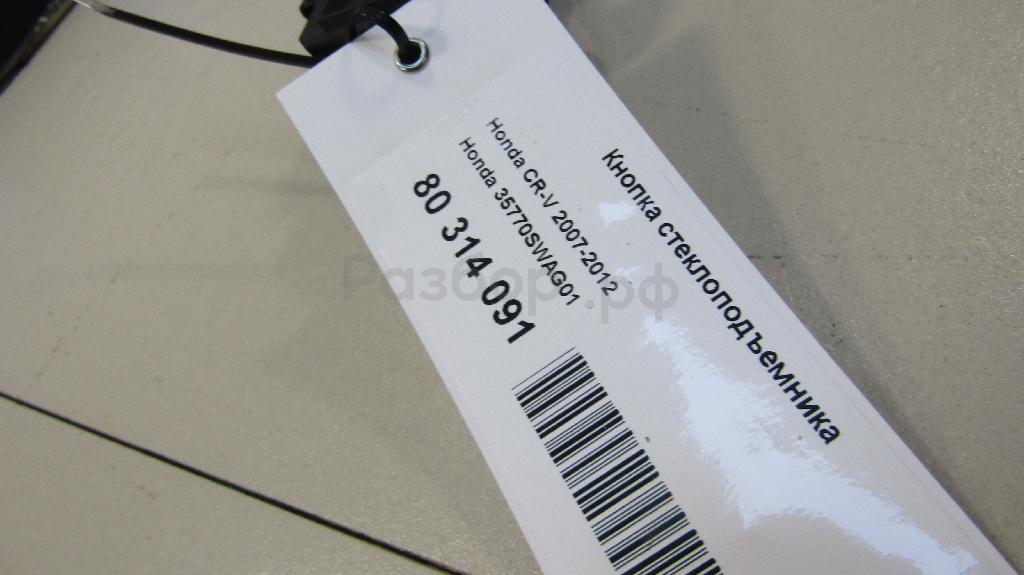 Кнопка стеклоподъемника
Honda CR-V 2007-2012
Honda 35770SWAG01
80 314 091
Разбор.рф